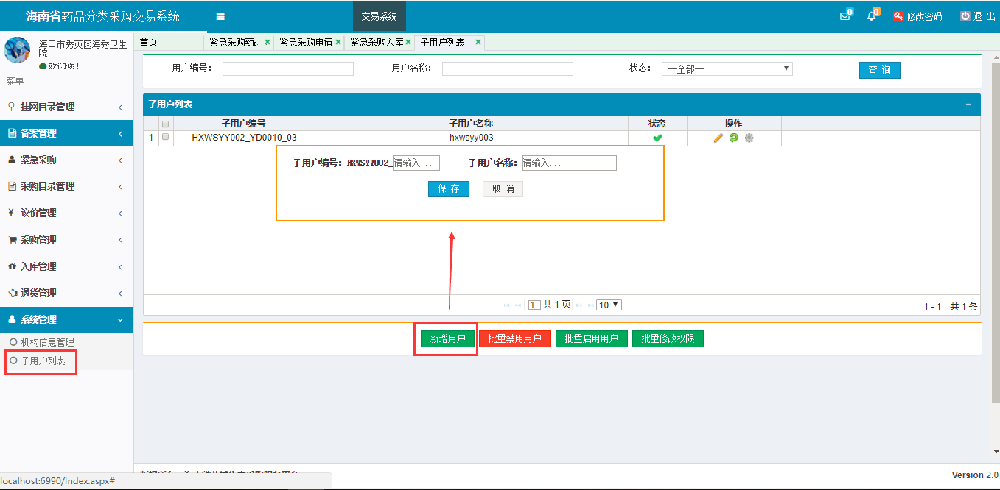 海南省药品分类采购交易系统
交易系统
0
0
修改密码
退 出
海口市秀英区海秀卫生院
欢迎你!
菜单
首页
紧急采购药品
紧急采购申请
紧急采购入库
子用户列表
用户编号:
用户名称:
状态:
—全部—
查 询
挂网目录管理
备案管理
紧急采购
采购目录管理
议价管理
采购管理
入库管理
退货管理
系统管理
机构信息管理
子用户列表
子用户列表
子用户编号 子用户名称 状态 操作
1 HXWSYY002_YD0010_03 hxwsyy003
子用户编号: HXWSYY002_ 请输入... 子用户名称: 请输入...
保 存 取 消
1 共 1 页 10
1 - 1 共 1 条
新增用户 批量禁用用户 批量启用用户 批量修改权限
localhost:6990/Index.aspx#
Version 2.0